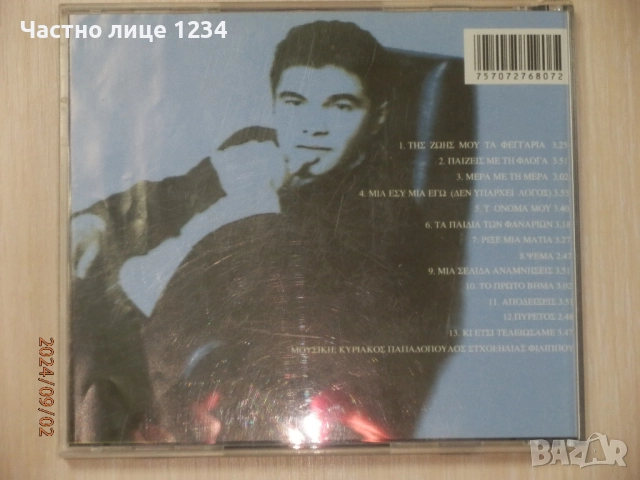 Частно лице 1234
757072768072
1. ΤΗΣ ΖΩΗΣ ΜΟΥ ΤΑ ΦΕΓΓΑΡΙΑ 3.25
2. ΠΑΙΖΕΙΣ ΜΕ ΤΗ ΦΛΟΓΑ 3.51
3. ΜΕΡΑ ΜΕ ΤΗ ΜΕΡΑ 2.02
4. ΜΙΑ ΕΣΥ ΜΙΑ ΕΓΩ (ΔΕΝ ΥΠΑΡΧΕΙ ΛΟΓΟΣ) 3.55
5. Τ' ΟΝΟΜΑ ΜΟΥ 3.40
6. ΤΑ ΠΑΙΔΙΑ ΤΩΝ ΦΑΝΑΡΙΩΝ 3.18
7. ΡΙΞΕ ΜΙΑ ΜΑΤΙΑ 3.27
8.ΨΕΜΑ 2.47
9. ΜΙΑ ΣΕΛΙΔΑ ΑΝΑΜΝΗΣΕΙΣ 3.51
10. ΤΟ ΠΡΩΤΟ ΒΗΜΑ 3.02
11. ΑΠΟΔΕΙΞΕΙΣ 3.51
12.ΠΥΡΕΤΟΣ 2.48
13. ΚΙ ΕΤΣΙ ΤΕΛΕΙΩΣΑΜΕ 3.47
ΜΟΥΣΙΚΗ: ΚΥΡΙΑΚΟΣ ΠΑΠΑΔΟΠΟΥΛΟΣ ΣΤΧΟΙ:ΗΛΙΑΣ ΦΙΛΙΠΠΟΥ
2024/09/02
BAZAR